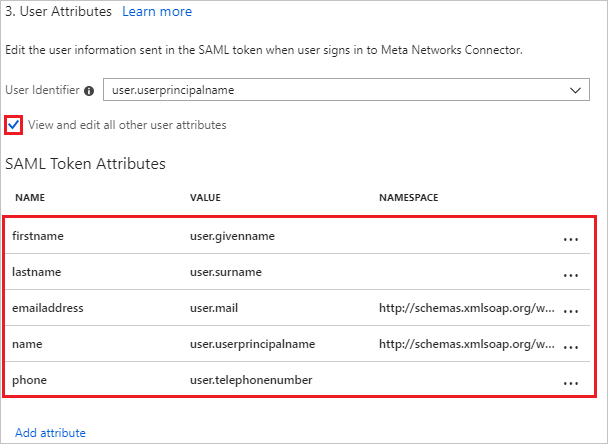 3. User Attributes Learn more
Edit the user information sent in the SAML token when user signs in to Meta Networks Connector.
User Identifier user.userprincipalname
View and edit all other user attributes
SAML Token Attributes
NAME VALUE NAMESPACE
firstname user.givenname ...
lastname user.surname ...
emailaddress user.mail http://schemas.xmlsoap.org/w... ...
name user.userprincipalname http://schemas.xmlsoap.org/w... ...
phone user.telephonenumber ...
Add attribute